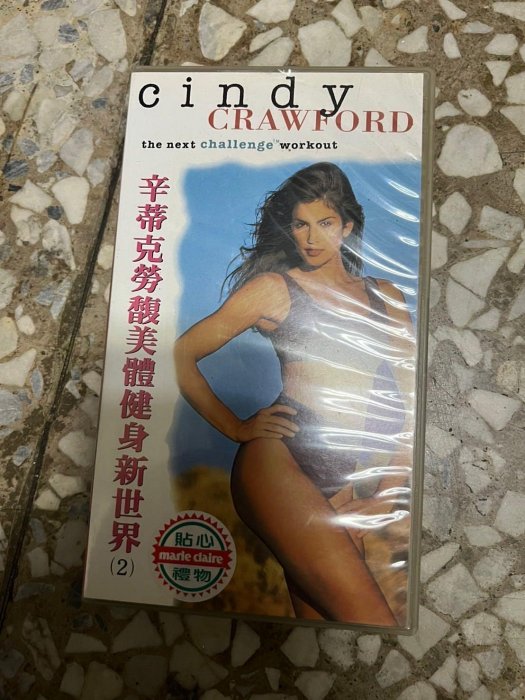 cindy
CRAWFORD
the next challenge™ workout
辛蒂克勞馥美體健身新世界
(2)
貼心
marie claire
禮物